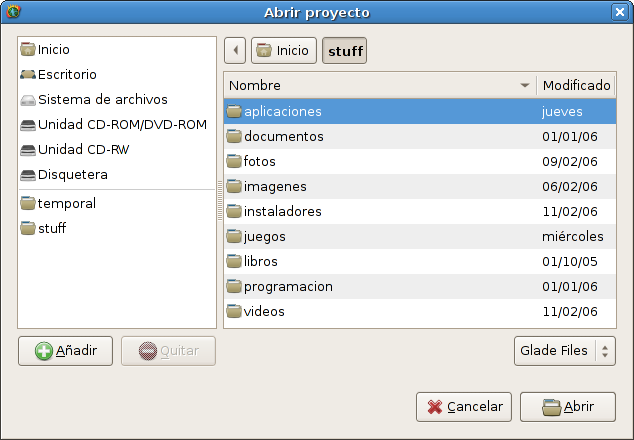 Abrir proyecto
Inicio
Escritorio
Sistema de archivos
Unidad CD-ROM/DVD-ROM
Unidad CD-RW
Disquetera
temporal
stuff
Añadir
Quitar
Inicio
stuff
Nombre Modificado
aplicaciones jueves
documentos 01/01/06
fotos 09/02/06
imagenes 06/02/06
instaladores 11/02/06
juegos miércoles
libros 01/10/05
programacion 01/01/06
videos 11/02/06
Glade Files
Cancelar
Abrir